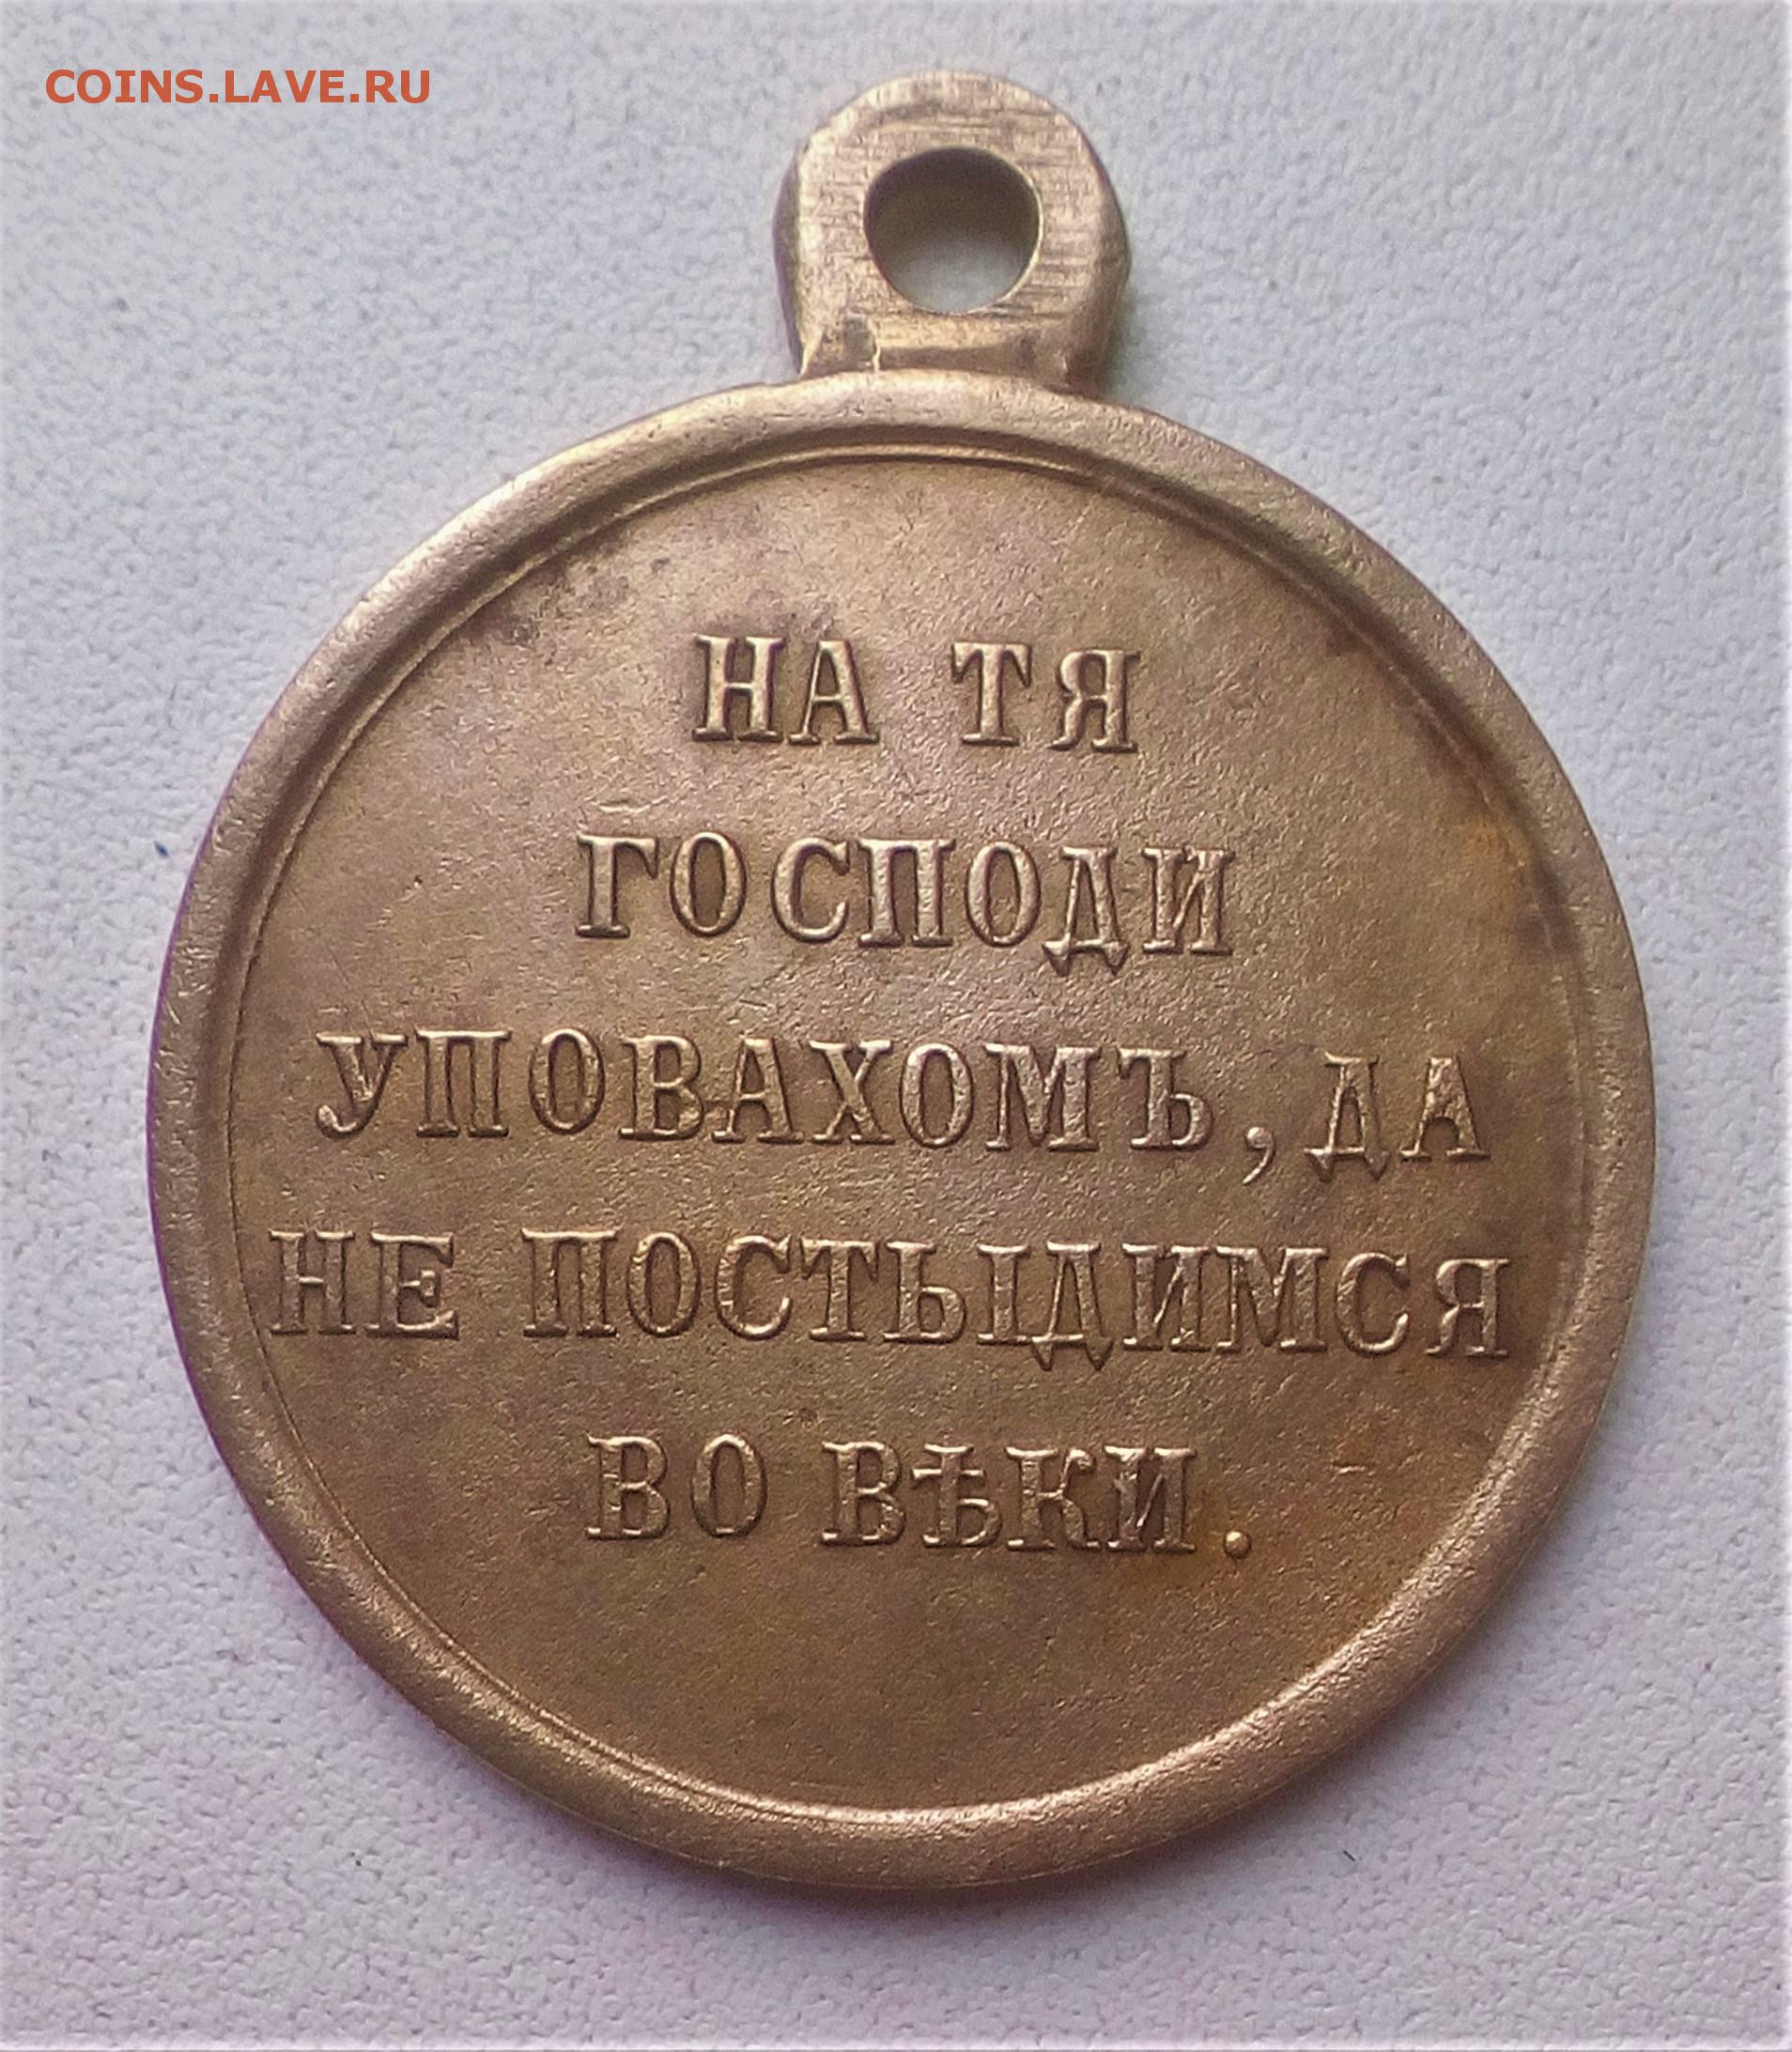 COINS.LAVE.RU
НА ТЯ
ГОСПОДИ
УПОВАХОМЪ, ДА
НЕ ПОСТЫДИМСЯ
ВО ВѢКИ.